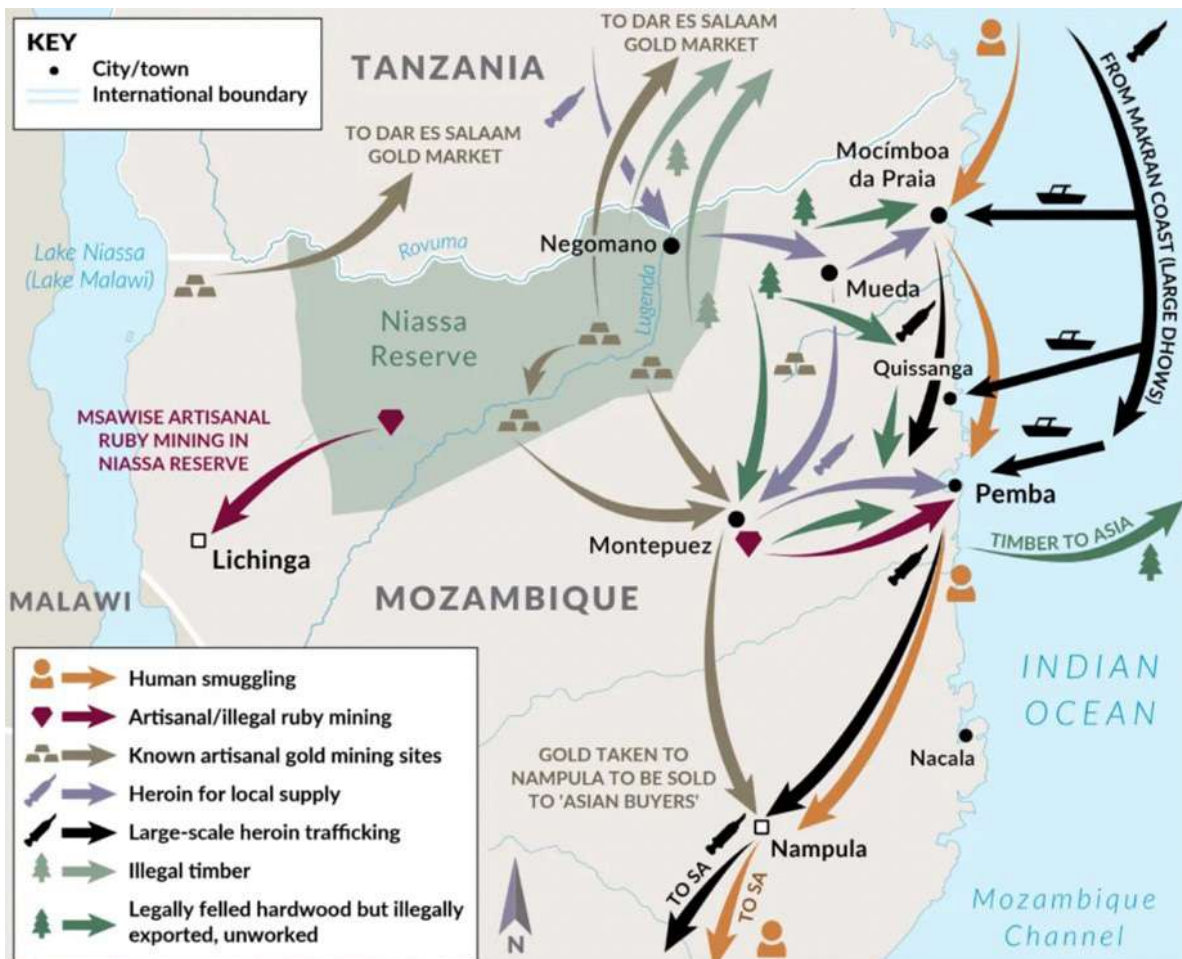 KEY
City/town
International boundary
TO DAR ES SALAAM
GOLD MARKET
TANZANIA
TO DAR ES SALAAM
GOLD MARKET
FROM MAKRAN COAST (LARGE DHOWS)
Mocímboa
da Praia
Lake Niassa
(Lake Malawi)
Rovuma
Negomano
Lugenda
Mueda
Niassa
Reserve
Quissanga
MSAWISE ARTISANAL
RUBY MINING IN
NIASSA RESERVE
Pemba
Montepuez
TIMBER TO ASIA
Lichinga
MALAWI
MOZAMBIQUE
INDIAN
OCEAN
Human smuggling
Artisanal/illegal ruby mining
Known artisanal gold mining sites
Heroin for local supply
Large-scale heroin trafficking
Illegal timber
Legally felled hardwood but illegally
exported, unworked
GOLD TAKEN TO
NAMPULA TO BE SOLD
TO 'ASIAN BUYERS'
Nacala
Nampula
TO SA
TO SA
N
Mozambique
Channel